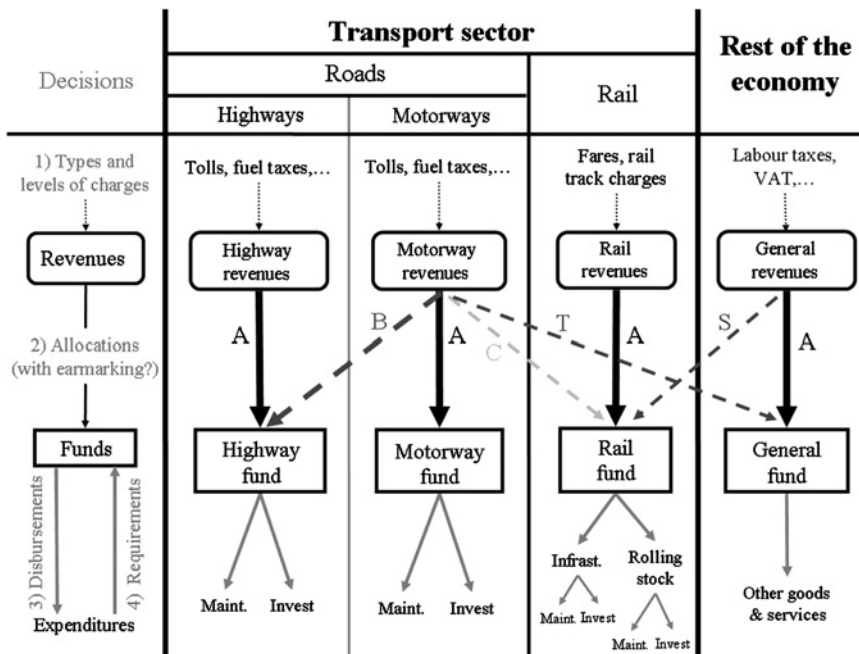 Transport sector
Rest of the
economy
Decisions
Roads
Rail
Highways
Motorways
1) Types and
levels of charges
Tolls, fuel taxes,...
Tolls, fuel taxes,...
Fares, rail
track charges
Labour taxes,
VAT,...
Revenues
Highway
revenues
Motorway
revenues
Rail
revenues
General
revenues
2) Allocations
(with earmarking?)
A
B
A
C
T
A
S
A
Funds
Highway
fund
Motorway
fund
Rail
fund
General
fund
3) Disbursements
4) Requirements
Expenditures
Maint.
Invest
Maint.
Invest
Infrast.
Rolling
stock
Maint.
Invest
Maint.
Invest
Other goods
& services